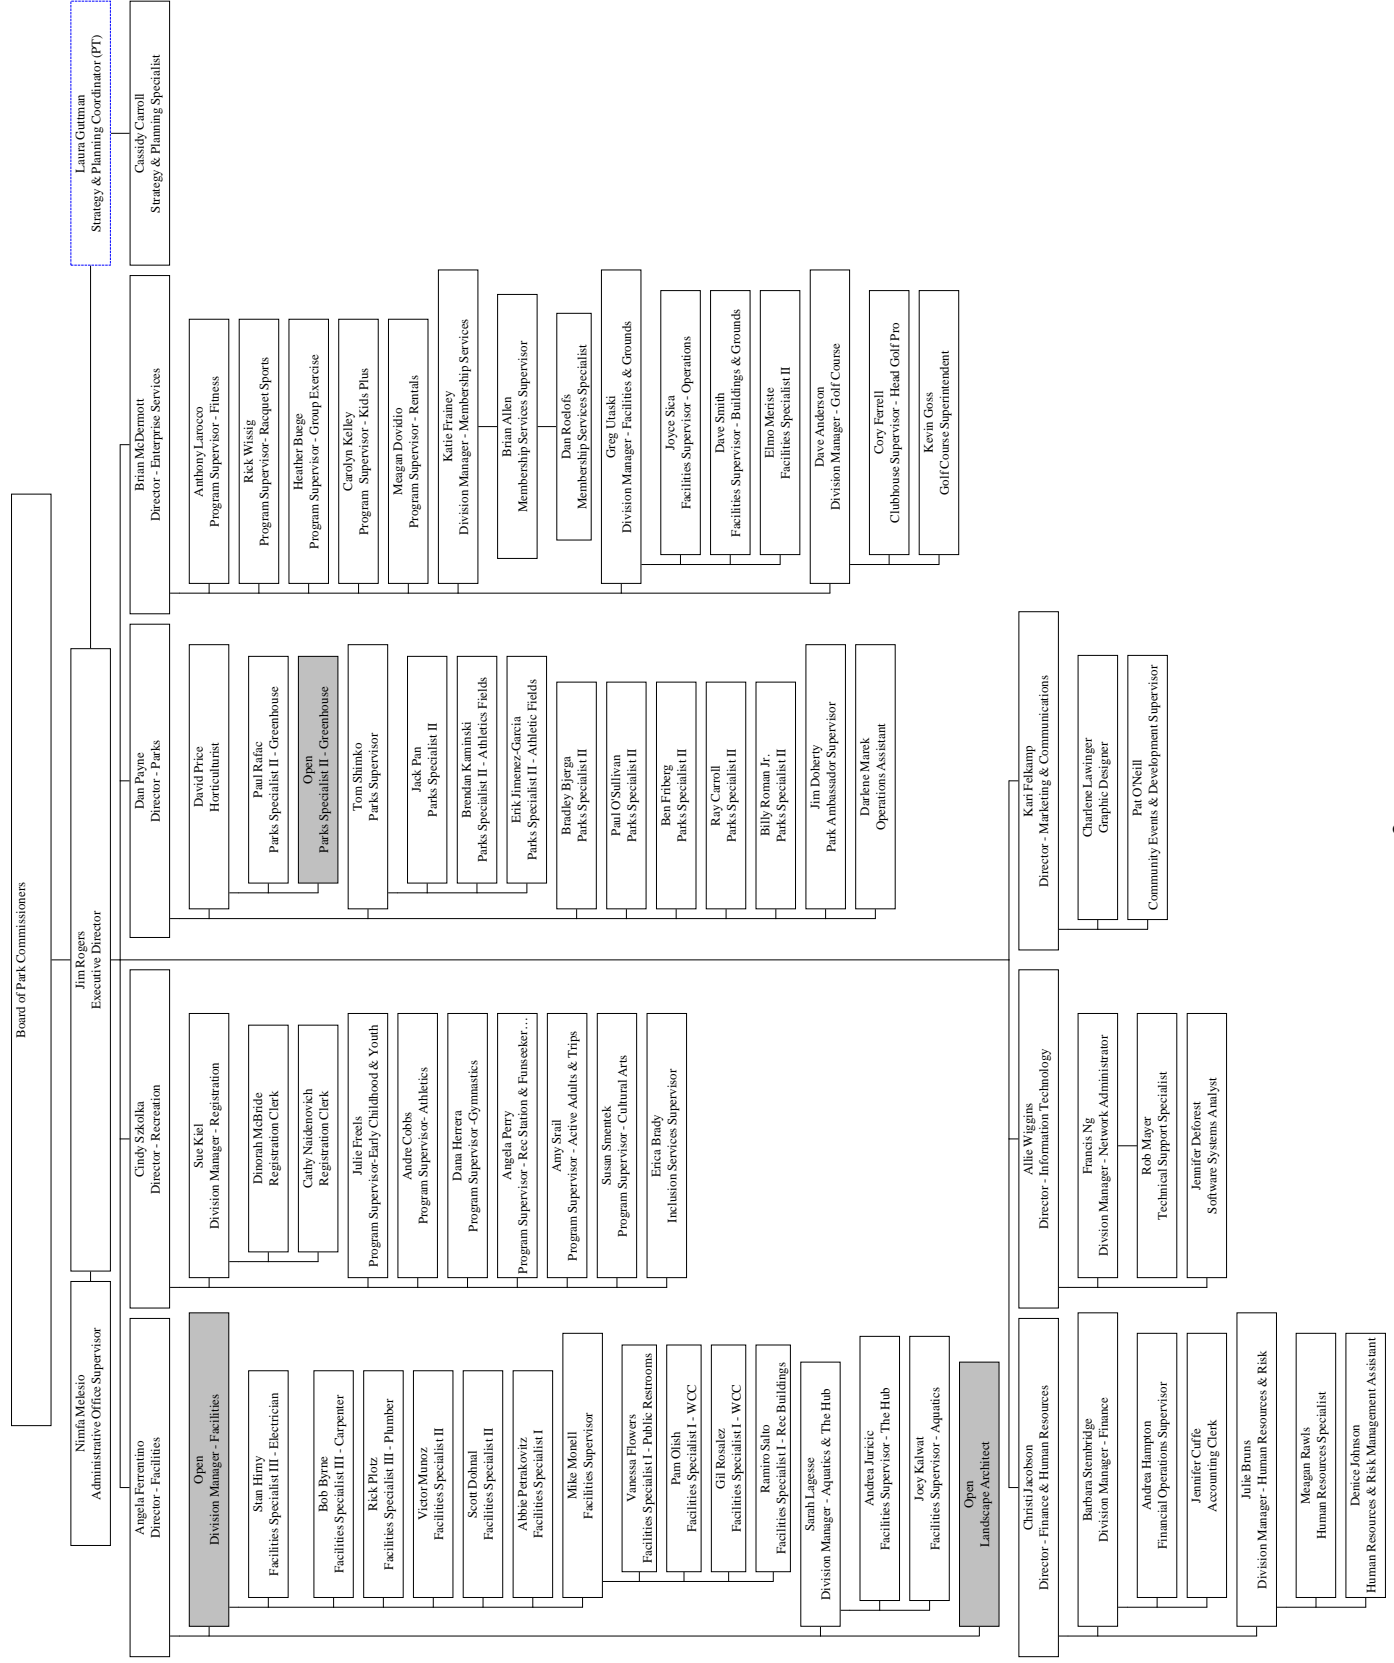 Board of Park Commissioners
Nimfa Melesio
Administrative Office Supervisor
Jim Rogers
Executive Director
Laura Guttman
Strategy & Planning Coordinator (PT)
Cassidy Carroll
Strategy & Planning Specialist
Angela Ferrentino
Director - Facilities
Open
Division Manager - Facilities
Stan Hirny
Facilities Specialist III - Electrician
Bob Byrne
Facilities Specialist III - Carpenter
Rick Plotz
Facilities Specialist III - Plumber
Victor Munoz
Facilities Specialist II
Scott Dohnal
Facilities Specialist II
Abbie Petrakovitz
Facilities Specialist I
Mike Monell
Facilities Supervisor
Vanessa Flowers
Facilities Specialist I - Public Restrooms
Pam Olish
Facilities Specialist I - WCC
Gil Rosalez
Facilities Specialist I - WCC
Ramiro Salto
Facilities Specialist I - Rec Buildings
Sarah Lagesse
Division Manager - Aquatics & The Hub
Andrea Juricic
Facilities Supervisor - The Hub
Joey Kalwat
Facilities Supervisor - Aquatics
Open
Landscape Architect
Cindy Szkolka
Director - Recreation
Sue Kiel
Division Manager - Registration
Dinorah McBride
Registration Clerk
Cathy Naidenovich
Registration Clerk
Julie Freels
Program Supervisor-Early Childhood & Youth
Andre Cobbs
Program Supervisor- Athletics
Dana Herrera
Program Supervisor -Gymnastics
Angela Perry
Program Supervisor - Rec Station & Funseeker…
Amy Srail
Program Supervisor - Active Adults & Trips
Susan Smentek
Program Supervisor - Cultural Arts
Erica Brady
Inclusion Services Supervisor
Dan Payne
Director - Parks
David Price
Horticulturist
Paul Rafac
Parks Specialist II - Greenhouse
Open
Parks Specialist II - Greenhouse
Tom Shimko
Parks Supervisor
Jack Pan
Parks Specialist II
Brendan Kaminski
Parks Specialist II - Athletics Fields
Erik Jimenez-Garcia
Parks Specialist II - Athletic Fields
Bradley Bjerga
Parks Specialist II
Paul O'Sullivan
Parks Specialist II
Ben Friberg
Parks Specialist II
Ray Carroll
Parks Specialist II
Billy Roman Jr.
Parks Specialist II
Jim Doherty
Park Ambassador Supervisor
Darlene Marek
Operations Assistant
Brian McDermott
Director - Enterprise Services
Anthony Larocco
Program Supervisor - Fitness
Rick Wissig
Program Supervisor- Racquet Sports
Heather Buege
Program Supervisor - Group Exercise
Carolyn Kelley
Program  Supervisor - Kids Plus
Meagan Dovidio
Program Supervisor - Rentals
Katie Frainey
Division Manager - Membership Services
Brian Allen
Membership Services Supervisor
Dan Roelofs
Membership Services Specialist
Greg Utaski
Division Manager - Facilities & Grounds
Joyce Sica
Facilities Supervisor - Operations
Dave Smith
Facilities Supervisor - Buildings & Grounds
Elmo Meriste
Facilities Specialist II
Dave Anderson
Division Manager - Golf Course
Cory Ferrell
Clubhouse Supervisor - Head Golf Pro
Kevin Goss
Golf Course Superintendent
Christi Jacobson
Director - Finance & Human Resources
Barbara Stembridge
Division Manager - Finance
Andrea Hampton
Financial Operations Supervisor
Jennifer Cuffe
Accounting Clerk
Julie Bruns
Division Manager - Human Resources & Risk
Meagan Rawls
Human Resources Specialist
Denice Johnson
Human Resources & Risk Management Assistant
Allie Wiggins
Director - Information Technology
Francis Ng
Divsion Manager - Network Administrator
Rob Mayer
Technical Support Specialist
Jennifer Deforest
Software Systems Analyst
Kari Felkamp
Director - Marketing & Communications
Charlene Lawinger
Graphic Designer
Pat O'Neill
Community Events & Development Supervisor